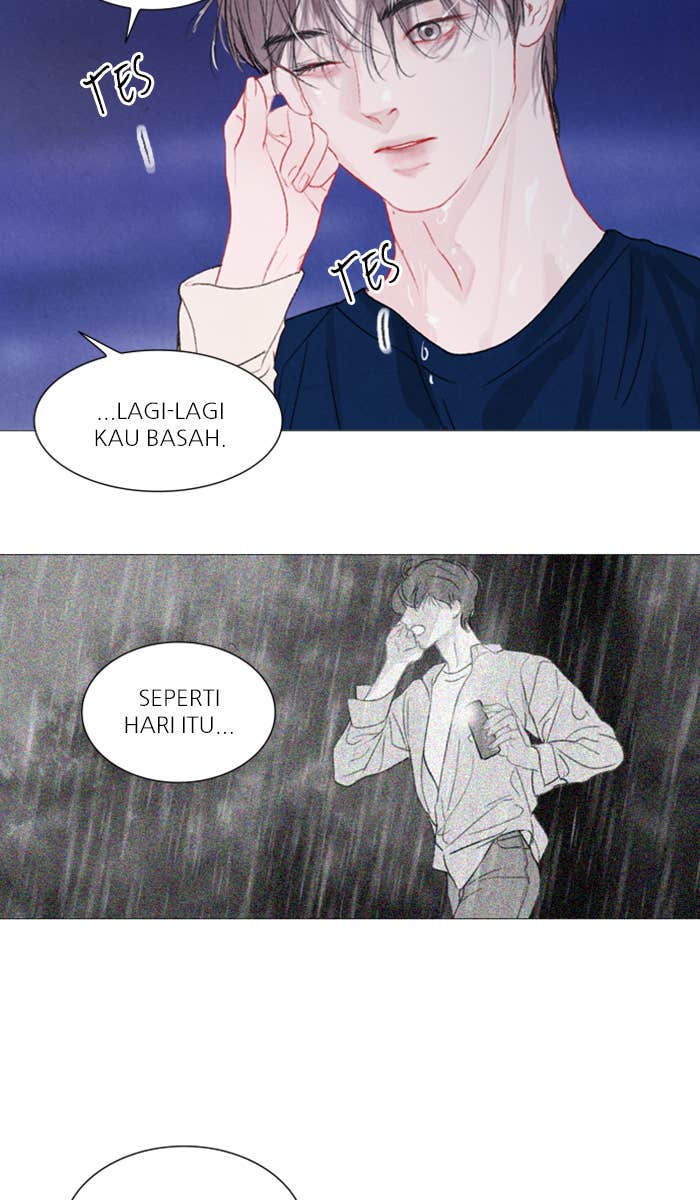 TES
TES
...LAGI-LAGI
KAU BASAH.
SEPERTI
HARI ITU...